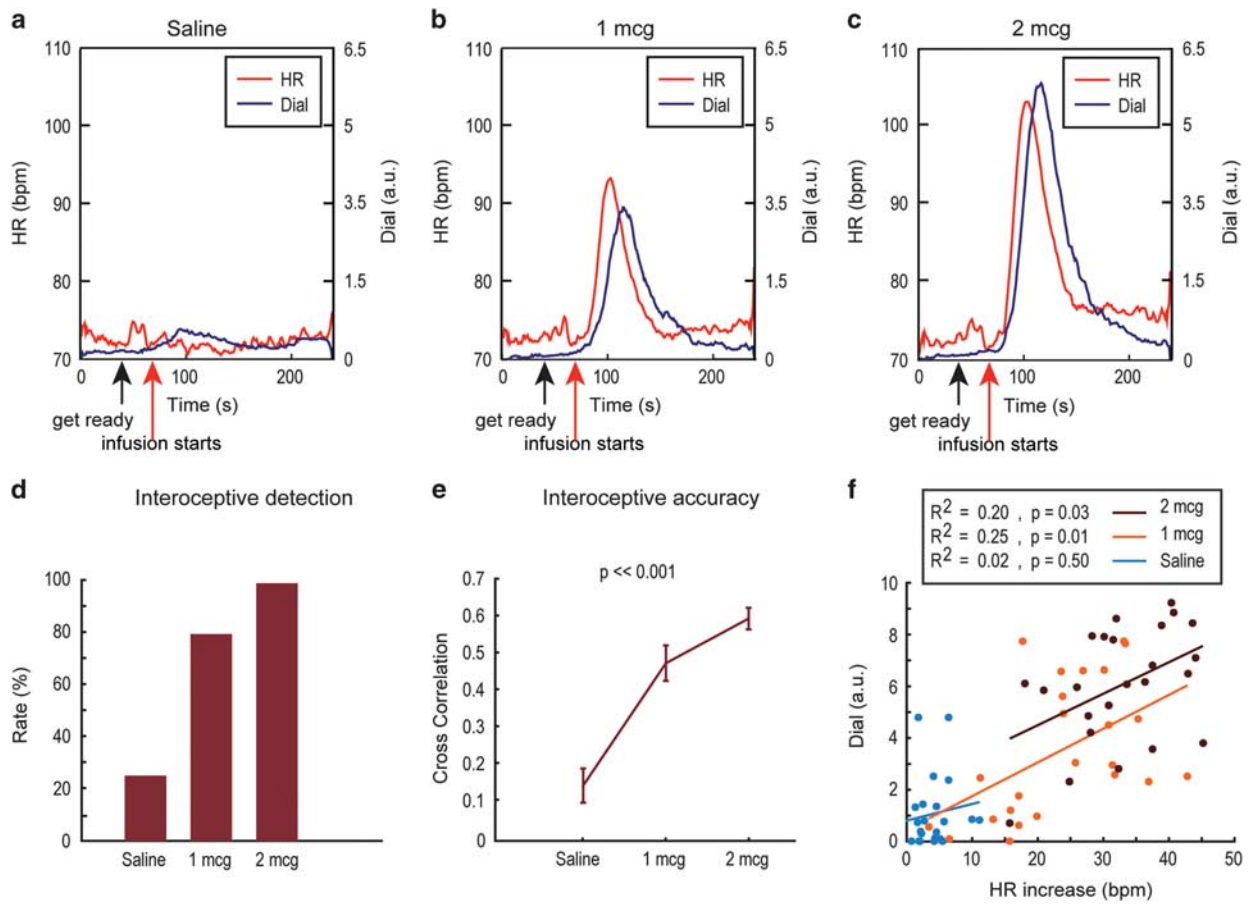 a
Saline
110
100
90
80
70
HR (bpm)
6.5
5
3.5
1.5
0
Dial (a.u.)
HR
Dial
0
100
200
Time (s)
get ready
infusion starts
b
1 mcg
110
100
90
80
70
HR (bpm)
6.5
5
3.5
1.5
0
Dial (a.u.)
HR
Dial
0
100
200
Time (s)
get ready
infusion starts
c
2 mcg
110
100
90
80
70
HR (bpm)
6.5
5
3.5
1.5
0
Dial (a.u.)
HR
Dial
0
100
200
Time (s)
get ready
infusion starts
d
Interoceptive detection
100
80
60
40
20
0
Rate (%)
Saline
1 mcg
2 mcg
e
Interoceptive accuracy
p << 0.001
0.7
0.6
0.5
0.4
0.3
0.2
0.1
0
Cross Correlation
Saline
1 mcg
2 mcg
f
R² = 0.20 , p = 0.03 2 mcg
R² = 0.25 , p = 0.01 1 mcg
R² = 0.02 , p = 0.50 Saline
10
8
6
4
2
0
Dial (a.u.)
0
10
20
30
40
50
HR increase (bpm)